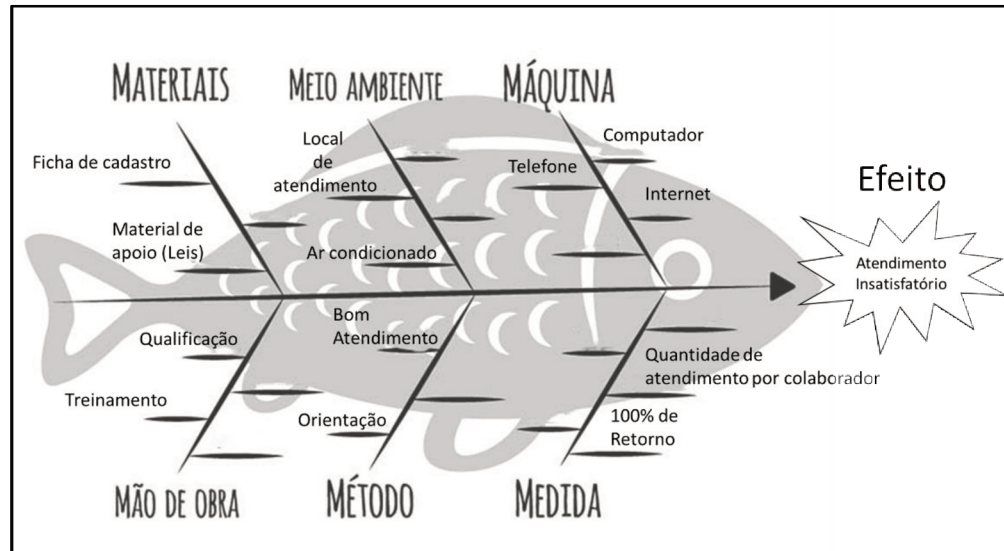 MATERIAIS
MEIO AMBIENTE
MÁQUINA
Ficha de cadastro
Material de
apoio (Leis)
Local
de
atendimento
Ar condicionado
Computador
Telefone
Internet
Efeito
Atendimento
Insatisfatório
Qualificação
Treinamento
Bom
Atendimento
Orientação
Quantidade de
atendimento por colaborador
100% de
Retorno
MÃO DE OBRA
MÉTODO
MEDIDA